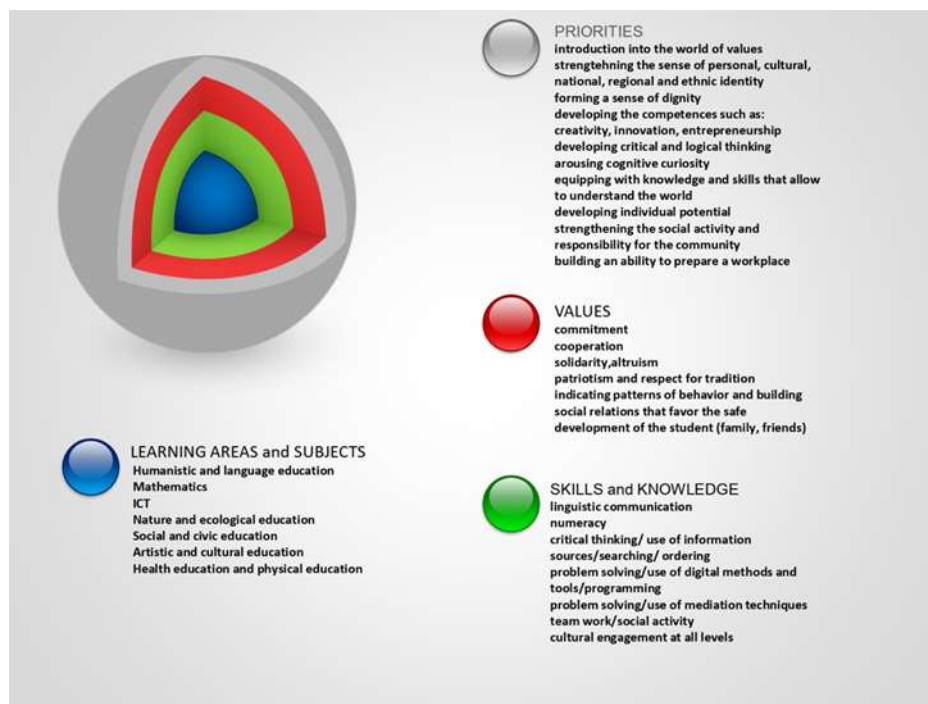 PRIORITIES
introduction into the world of values
strengtehning the sense of personal, cultural,
national, regional and ethnic identity
forming a sense of dignity
developing the competences such as:
creativity, innovation, entrepreneurship
developing critical and logical thinking
arousing cognitive curiosity
equipping with knowledge and skills that allow
to understand the world
developing individual potential
strengthening the social activity and
responsibility for the community
building an ability to prepare a workplace
VALUES
commitment
cooperation
solidarity,altruism
patriotism and respect for tradition
indicating patterns of behavior and building
social relations that favor the safe
development of the student (family, friends)
LEARNING AREAS and SUBJECTS
Humanistic and language education
Mathematics
ICT
Nature and ecological education
Social and civic education
Artistic and cultural education
Health education and physical education
SKILLS and KNOWLEDGE
linguistic communication
numeracy
critical thinking/ use of information
sources/searching/ ordering
problem solving/use of digital methods and
tools/programming
problem solving/use of mediation techniques
team work/social activity
cultural engagement at all levels